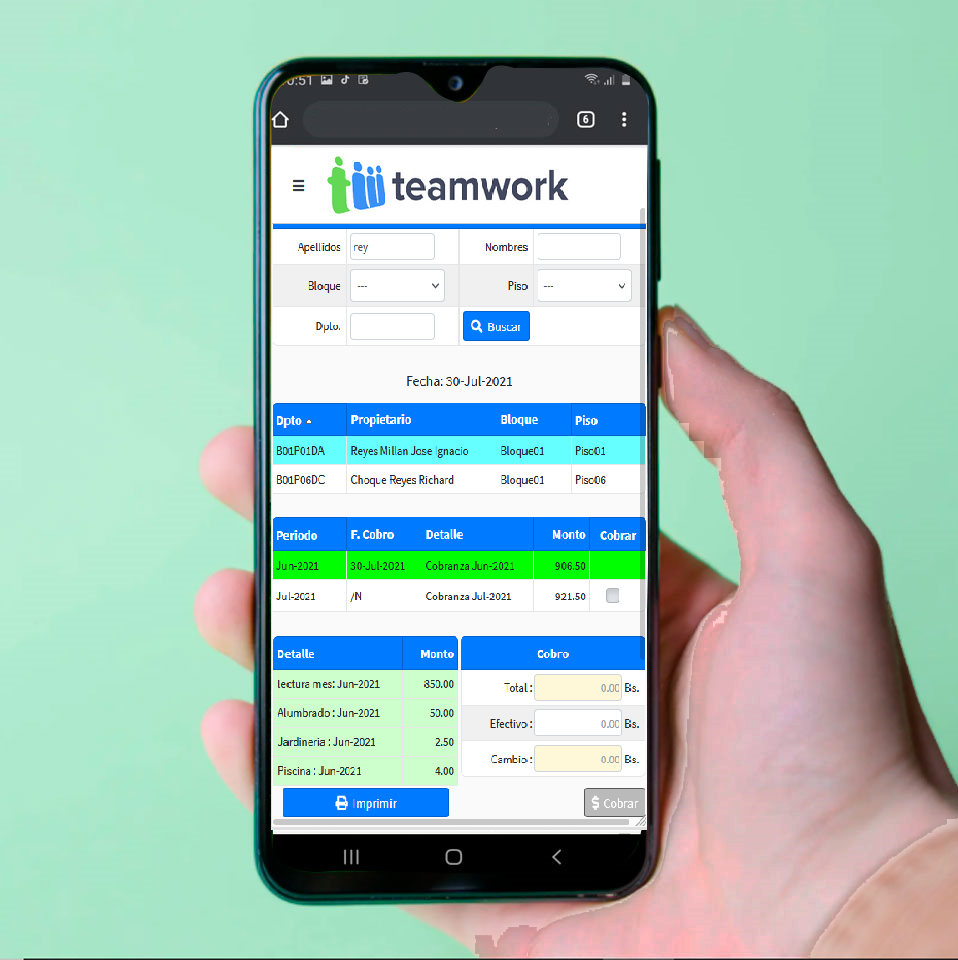 0:51
6
teamwork
Apellidos rey Nombres
Bloque --- Piso ---
Dpto. Buscar
Fecha: 30-Jul-2021
Dpto Propietario Bloque Piso
B01P01DA Reyes Millan Jose Ignacio Bloque01 Piso01
B01P06DC Choque Reyes Richard Bloque01 Piso06
Periodo F. Cobro Detalle Monto Cobrar
Jun-2021 30-Jul-2021 Cobranza Jun-2021 906.50
Jul-2021 /N Cobranza Jul-2021 921.50
Detalle Monto Cobro
lectura mes: Jun-2021 850.00 Total: 0.00 Bs.
Alumbrado : Jun-2021 50.00 Efectivo: 0.00 Bs.
Jardineria : Jun-2021 2.50
Cambio: 0.00 Bs.
Piscina : Jun-2021 4.00
Imprimir $ Cobrar